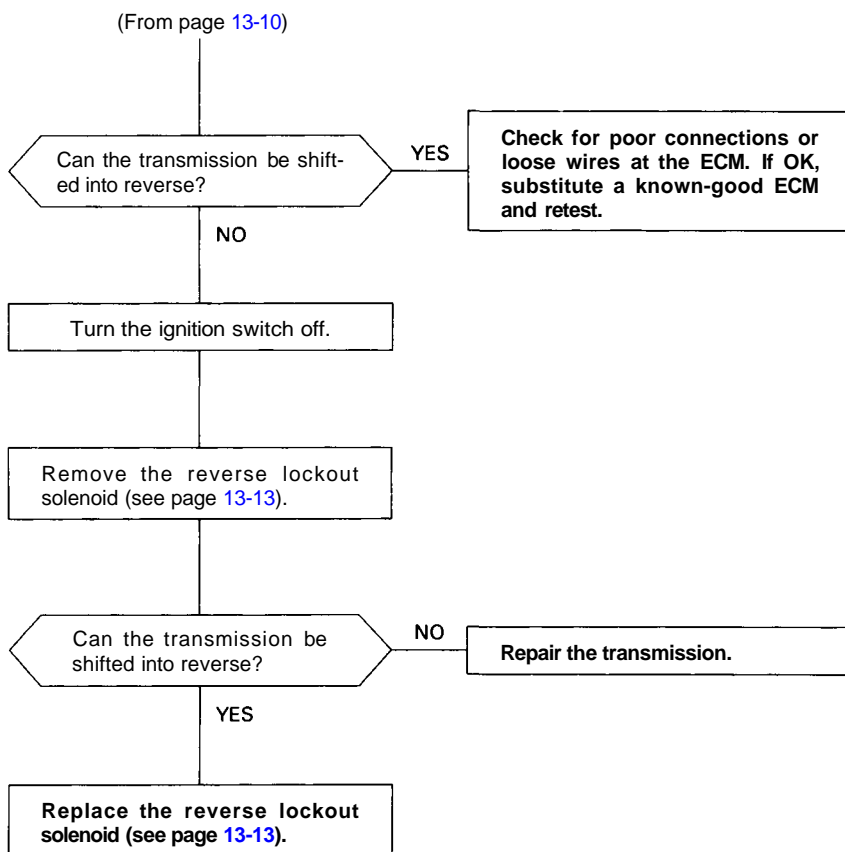 (From page 13-10)
Can the transmission be shift-
ed into reverse?
YES
Check for poor connections or
loose wires at the ECM. If OK,
substitute a known-good ECM
and retest.
NO
Turn the ignition switch off.
Remove the reverse lockout
solenoid (see page 13-13).
Can the transmission be
shifted into reverse?
NO
Repair the transmission.
YES
Replace the reverse lockout
solenoid (see page 13-13).